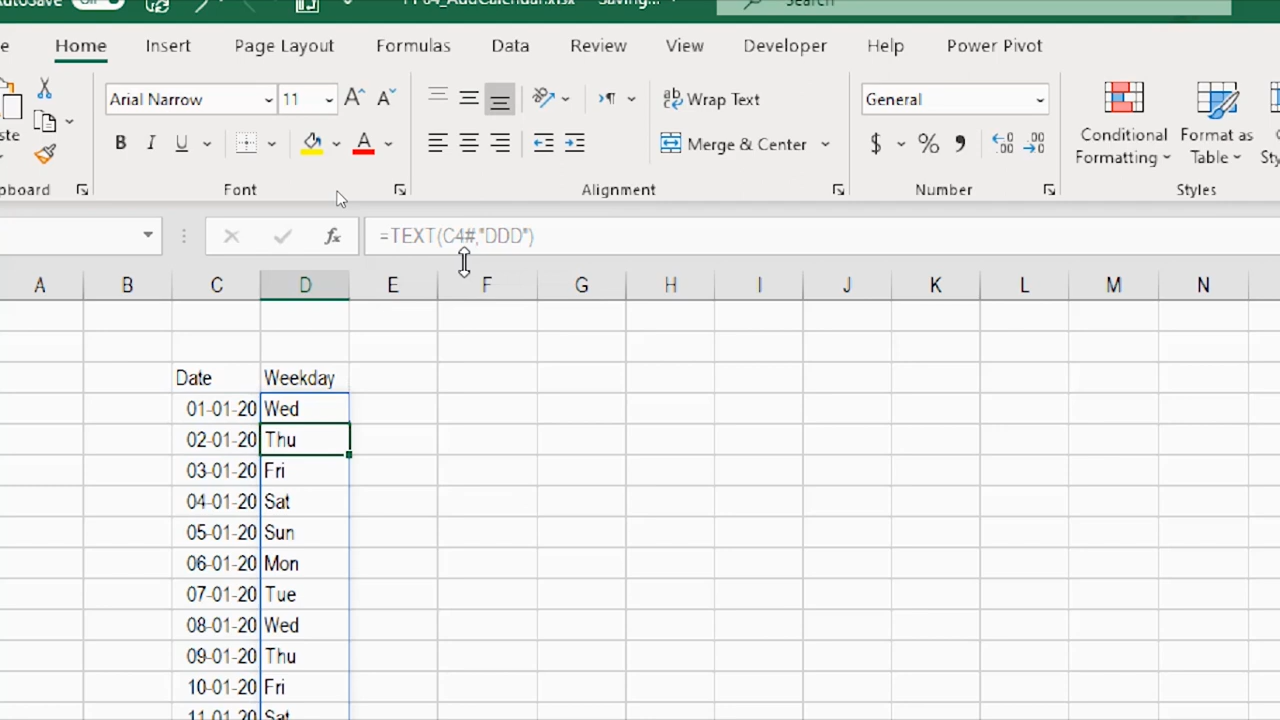 Home Insert Page Layout Formulas Data Review View Developer Help Power Pivot
Arial Narrow 11 Wrap Text General
B I U A Merge & Center $ % Conditional Formatting Format as Table
Font Alignment Number Styles
fx =TEXT(C4#,"DDD")
A B C D E F G H I J K L M N
Date Weekday
01-01-20 Wed
02-01-20 Thu
03-01-20 Fri
04-01-20 Sat
05-01-20 Sun
06-01-20 Mon
07-01-20 Tue
08-01-20 Wed
09-01-20 Thu
10-01-20 Fri
11-01-20 Sat